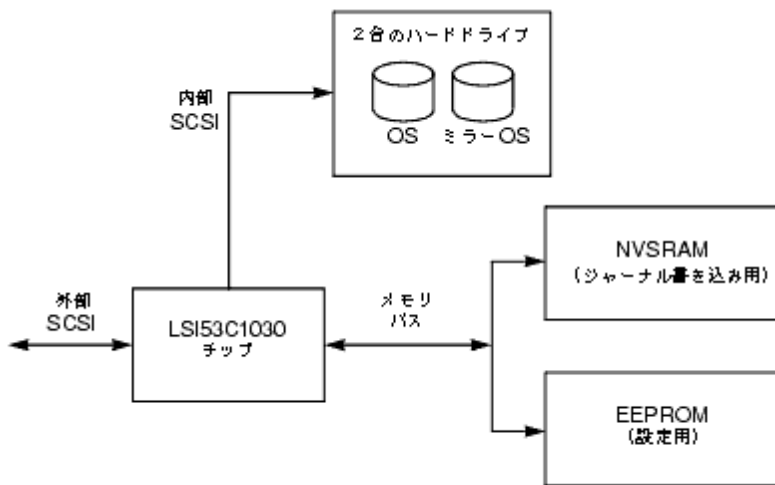 2台のハードドライブ
OS
ミラーOS
内部
SCSI
NVSRAM
(ジャーナル書き込み用)
外部
SCSI
LSI53C1030
チップ
メモリ
バス
EEPROM
(設定用)